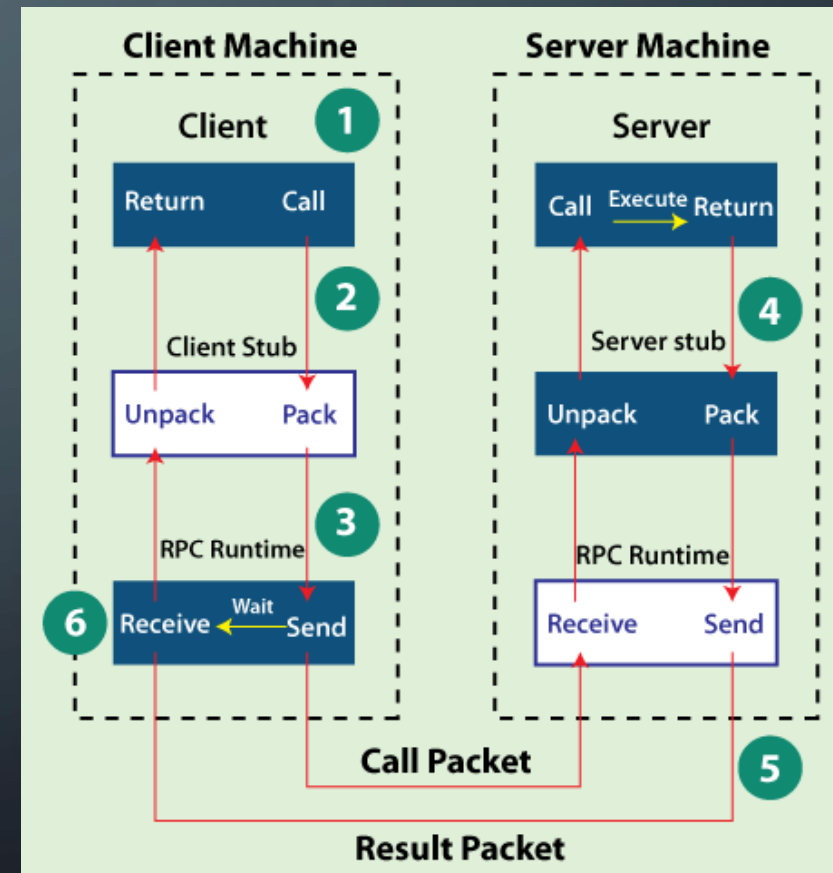 Client Machine
Server Machine
Client
1
Server
Return
Call
Call
Execute
Return
2
4
Client Stub
Server stub
Unpack
Pack
Unpack
Pack
3
RPC Runtime
RPC Runtime
6
Receive
Wait
Send
Receive
Send
Call Packet
5
Result Packet